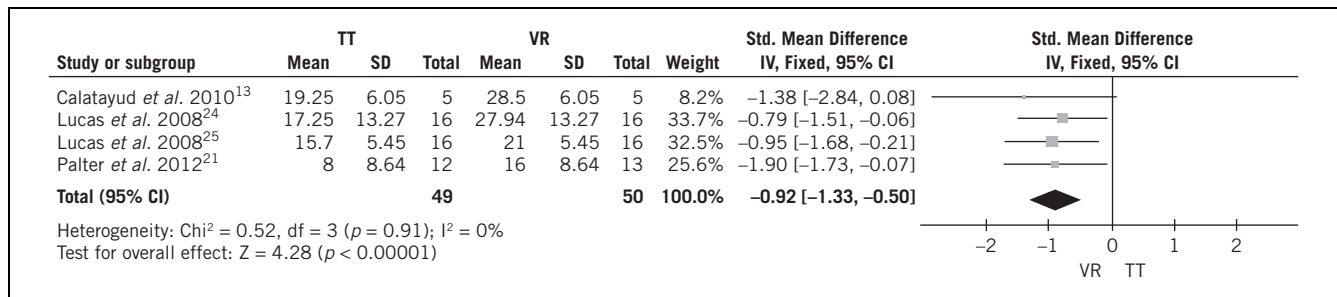 TT VR Std. Mean Difference Std. Mean Difference
Study or subgroup Mean SD Total Mean SD Total Weight IV, Fixed, 95% CI IV, Fixed, 95% CI
Calatayud et al. 2010¹³ 19.25 6.05 5 28.5 6.05 5 8.2% –1.38 [–2.84, 0.08]
Lucas et al. 2008²⁴ 17.25 13.27 16 27.94 13.27 16 33.7% –0.79 [–1.51, –0.06]
Lucas et al. 2008²⁵ 15.7 5.45 16 21 5.45 16 32.5% –0.95 [–1.68, –0.21]
Palter et al. 2012²¹ 8 8.64 12 16 8.64 13 25.6% –1.90 [–1.73, –0.07]
Total (95% CI) 49 50 100.0% –0.92 [–1.33, –0.50]
Heterogeneity: Chi² = 0.52, df = 3 (p = 0.91); I² = 0%
Test for overall effect: Z = 4.28 (p < 0.00001)
–2 –1 0 1 2
VR TT